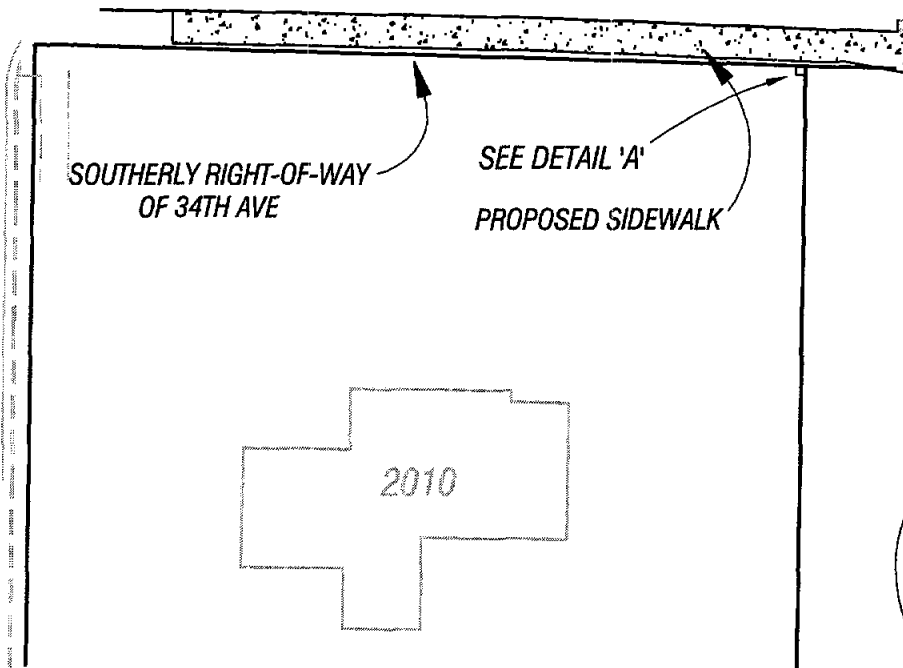 SOUTHERLY RIGHT-OF-WAY
OF 34TH AVE
SEE DETAIL 'A'
PROPOSED SIDEWALK
2010